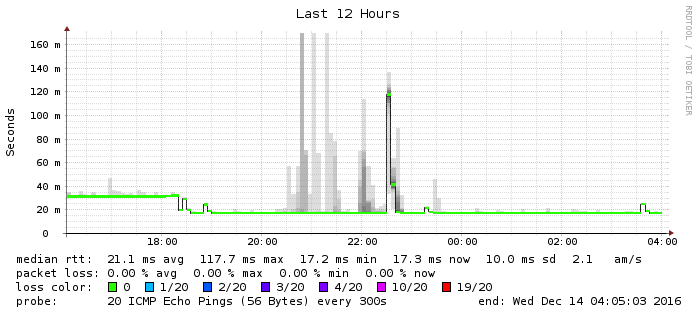 Last 12 Hours
RRDTOOL / TOBI OETIKER
Seconds
160 m
140 m
120 m
100 m
80 m
60 m
40 m
20 m
0
18:00 20:00 22:00 00:00 02:00 04:00
median rtt: 21.1 ms avg 117.7 ms max 17.2 ms min 17.3 ms now 10.0 ms sd 2.1 am/s
packet loss: 0.00 % avg 0.00 % max 0.00 % min 0.00 % now
loss color: 0 1/20 2/20 3/20 4/20 10/20 19/20
probe: 20 ICMP Echo Pings (56 Bytes) every 300s end: Wed Dec 14 04:05:03 2016